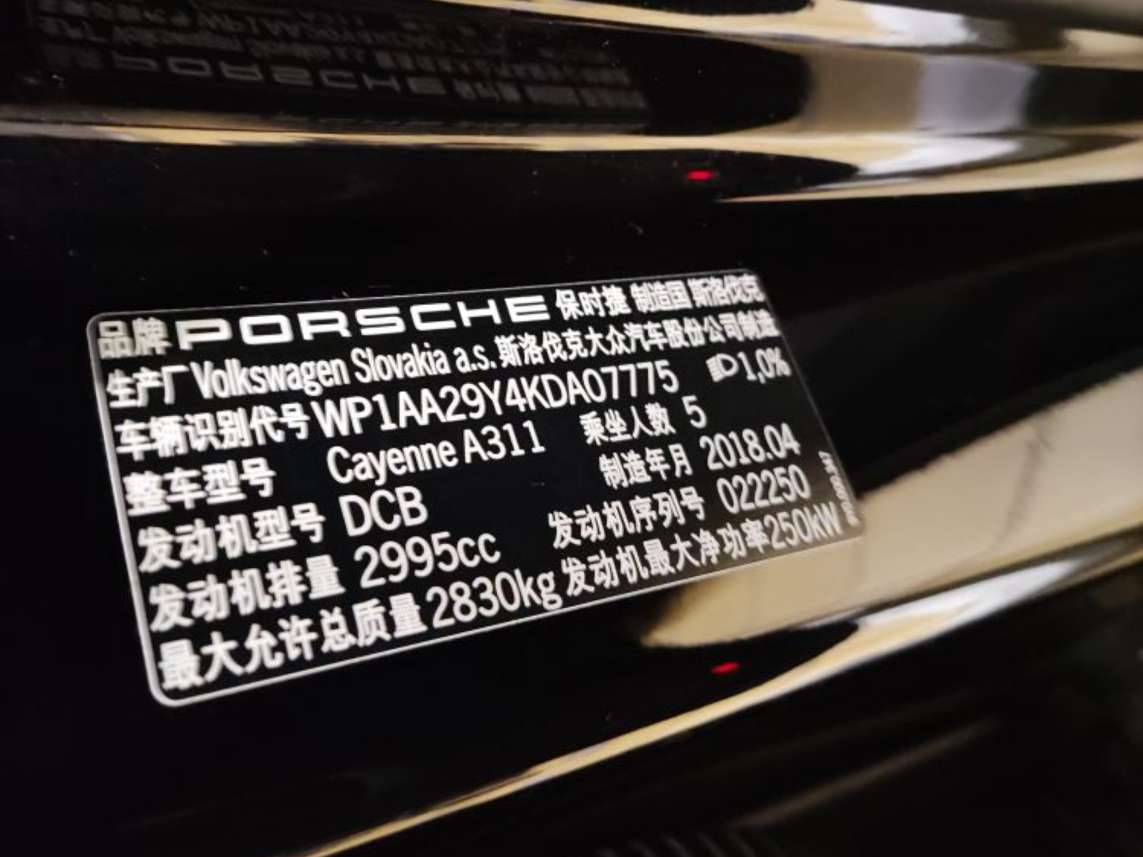 品牌 PORSCHE 保时捷 制造国 斯洛伐克
生产厂 Volkswagen Slovakia a.s. 斯洛伐克大众汽车股份公司制造
车辆识别代号 WP1AA29Y4KDA07775 1,0%
整车型号 Cayenne A311 乘坐人数 5
发动机型号 DCB 制造年月 2018.04
发动机排量 2995cc 发动机序列号 022250
最大允许总质量 2830kg 发动机最大净功率 250kW